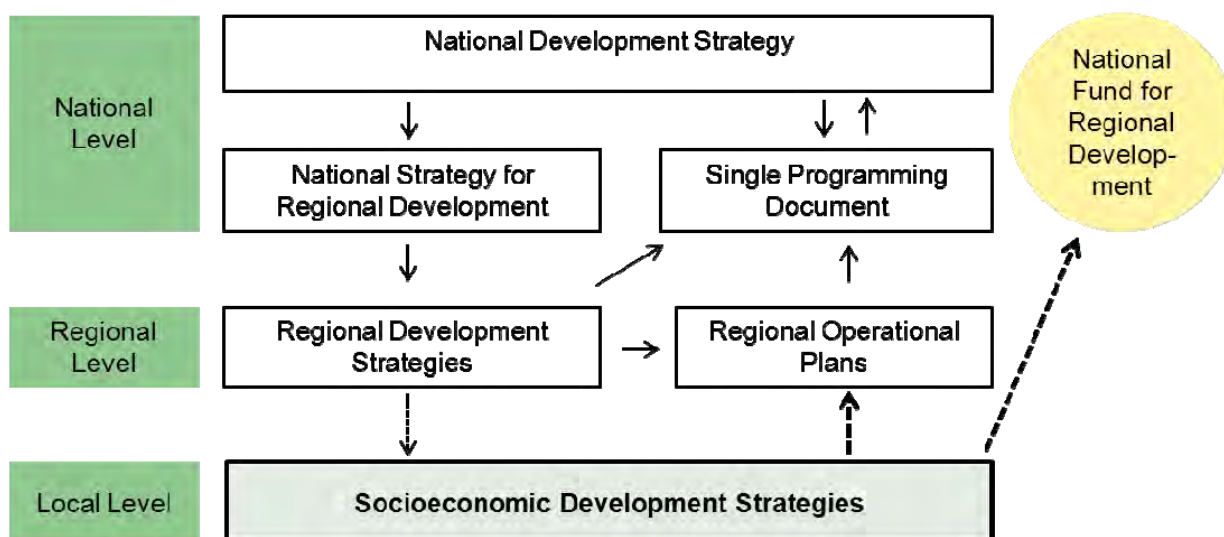 National Development Strategy
National
Level
National
Fund for
Regional
Develop-
ment
National Strategy for
Regional Development
Single Programming
Document
Regional
Level
Regional Development
Strategies
Regional Operational
Plans
Local Level
Socioeconomic Development Strategies